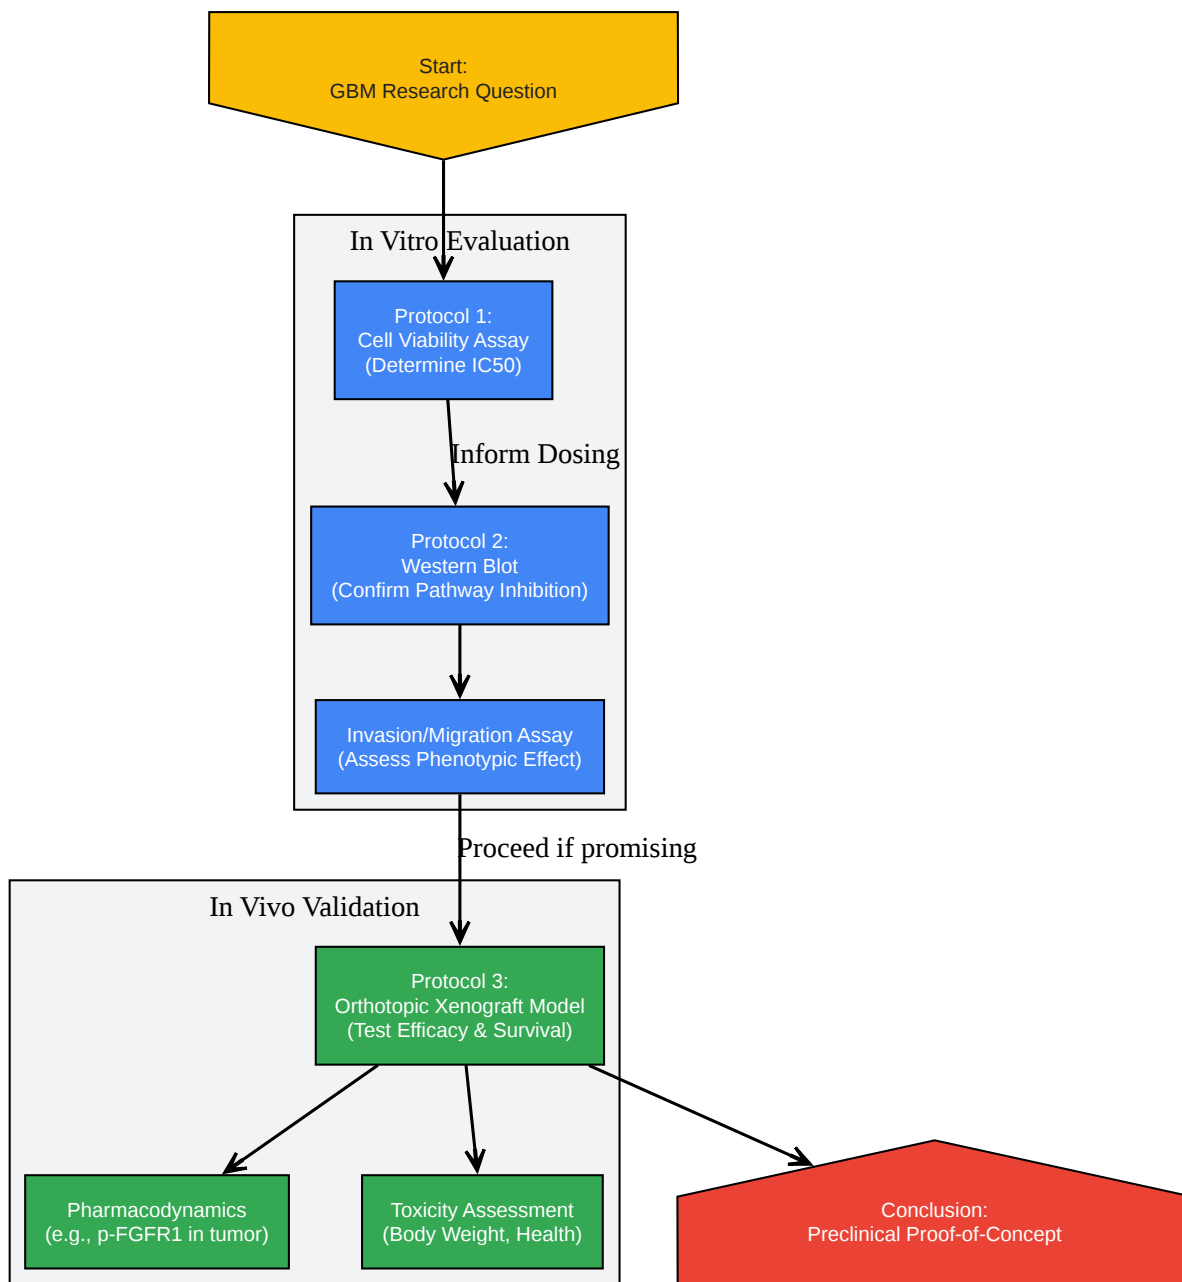 Start:
GBM Research Question
In Vitro Evaluation
Protocol 1:
Cell Viability Assay
(Determine IC50)
Inform Dosing
Protocol 2:
Western Blot
(Confirm Pathway Inhibition)
Invasion/Migration Assay
(Assess Phenotypic Effect)
Proceed if promising
In Vivo Validation
Protocol 3:
Orthotopic Xenograft Model
(Test Efficacy & Survival)
Pharmacodynamics
(e.g., p-FGFR1 in tumor)
Toxicity Assessment
(Body Weight, Health)
Conclusion:
Preclinical Proof-of-Concept